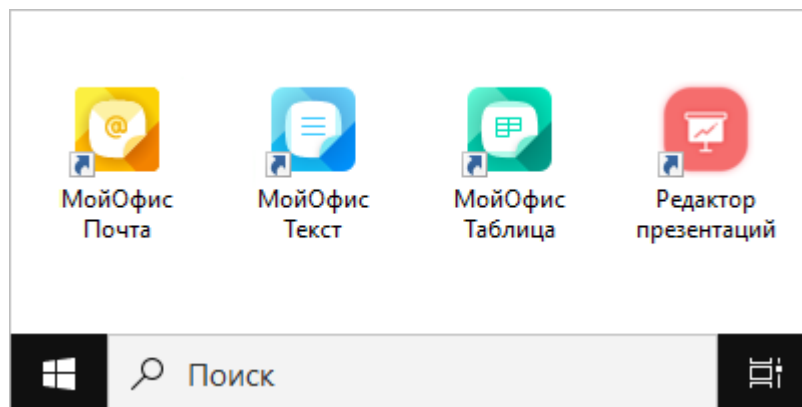 МойОфис Почта
МойОфис Текст
МойОфис Таблица
Редактор презентаций
Поиск